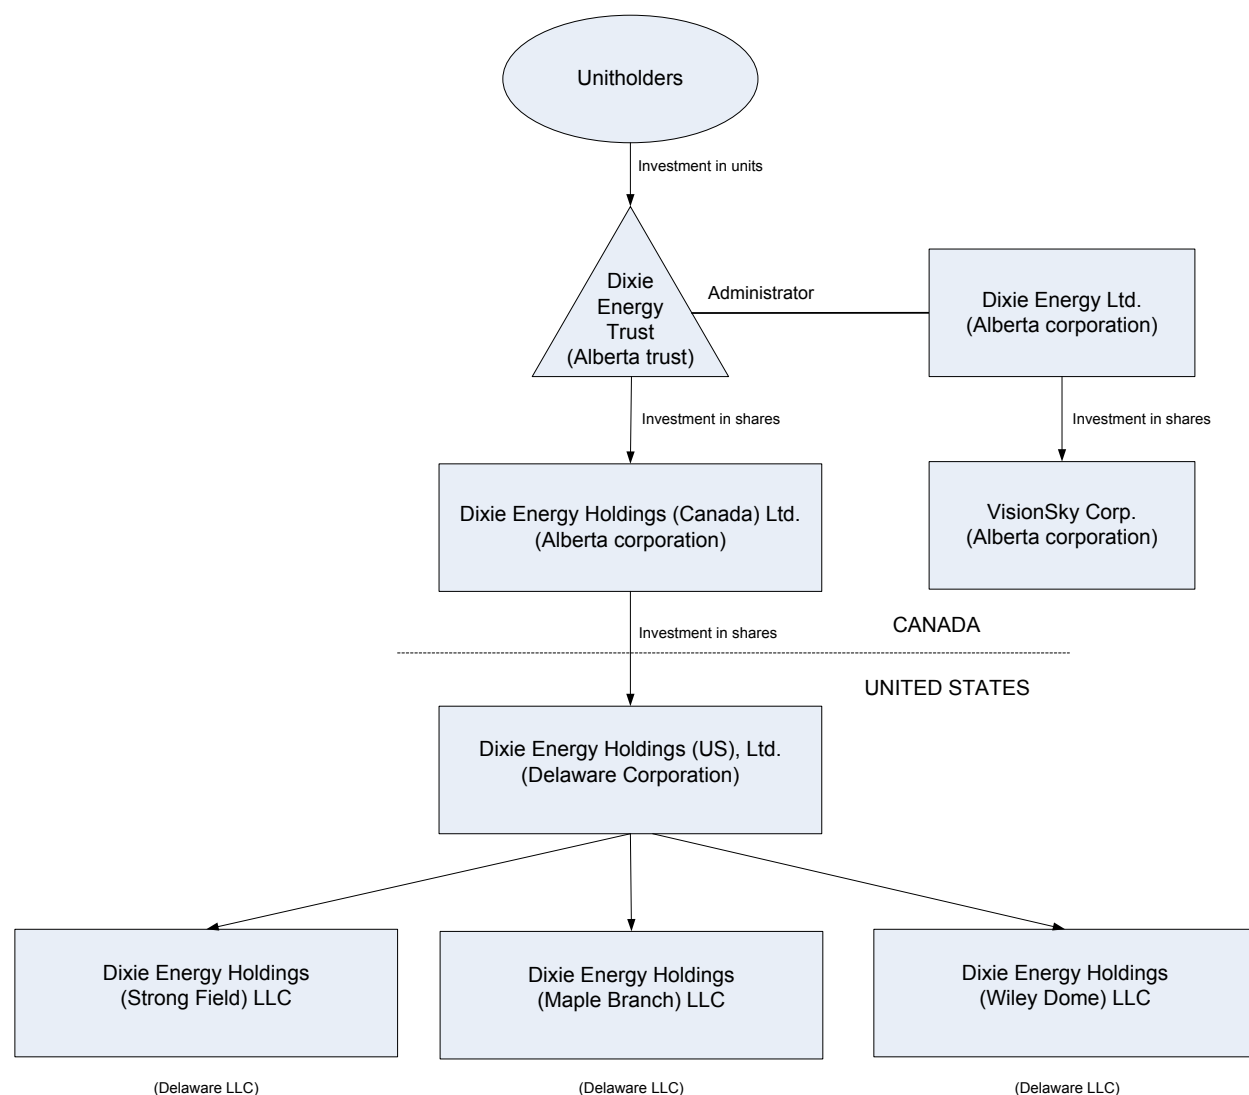 Unitholders
Investment in units
Dixie
Energy
Trust
(Alberta trust)
Administrator
Dixie Energy Ltd.
(Alberta corporation)
Investment in shares
Investment in shares
Dixie Energy Holdings (Canada) Ltd.
(Alberta corporation)
VisionSky Corp.
(Alberta corporation)
Investment in shares
CANADA
UNITED STATES
Dixie Energy Holdings (US), Ltd.
(Delaware Corporation)
Dixie Energy Holdings
(Strong Field) LLC
Dixie Energy Holdings
(Maple Branch) LLC
Dixie Energy Holdings
(Wiley Dome) LLC
(Delaware LLC)
(Delaware LLC)
(Delaware LLC)